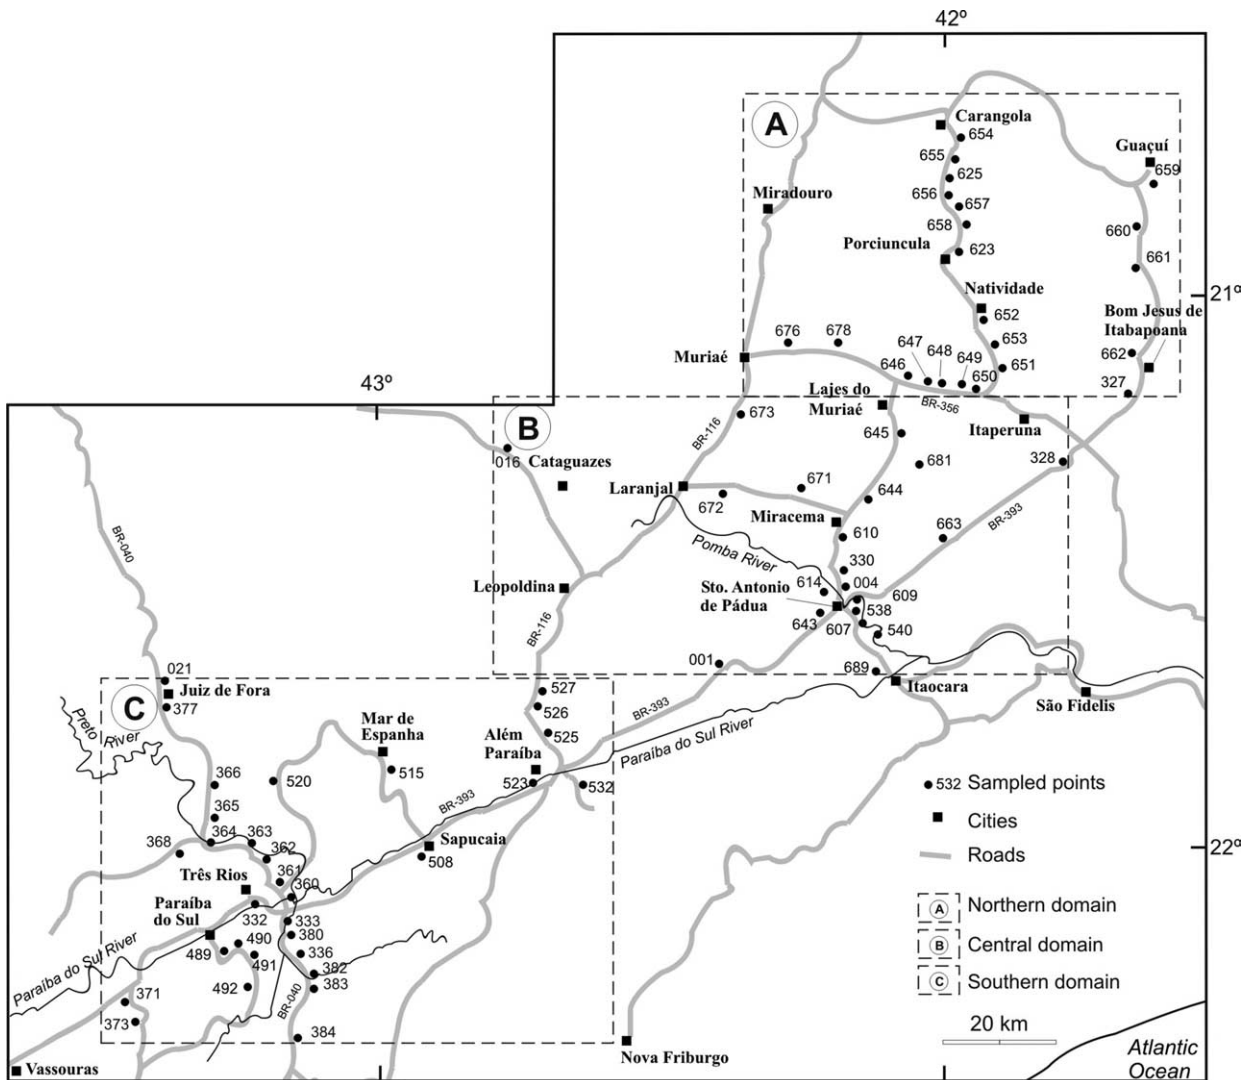 42º
A
Carangola
654
Guaçuí
655
659
625
Miradouro
656
657
658
660
Porciuncula
623
661
Natividade
21º
652
Bom Jesus de
Itabapoana
676
678
653
647
648
662
Muriaé
649
651
646
650
43º
327
Lajes do
Muriaé
BR-356
673
B
Itaperuna
BR-116
645
016
Cataguazes
681
328
671
Laranjal
644
672
BR-393
Miracema
BR-040
610
663
Pomba River
330
614
004
Leopoldina
Sto. Antonio
de Pádua
609
538
643
607
BR-116
540
001
689
021
Juiz de Fora
527
Itaocara
C
377
526
São Fidelis
Preto
River
Mar de
Espanha
BR-393
525
Além
Paraíba
Paraíba do Sul River
515
366
520
523
532
532 Sampled points
365
BR-393
Cities
364
363
Sapucaia
22º
368
362
508
Roads
361
Três Rios
360
Paraíba
do Sul
A
Northern domain
332
333
490
380
B
Central domain
489
336
Paraíba do Sul River
491
382
C
Southern domain
492
383
371
BR-040
373
384
20 km
Nova Friburgo
Atlantic
Ocean
Vassouras